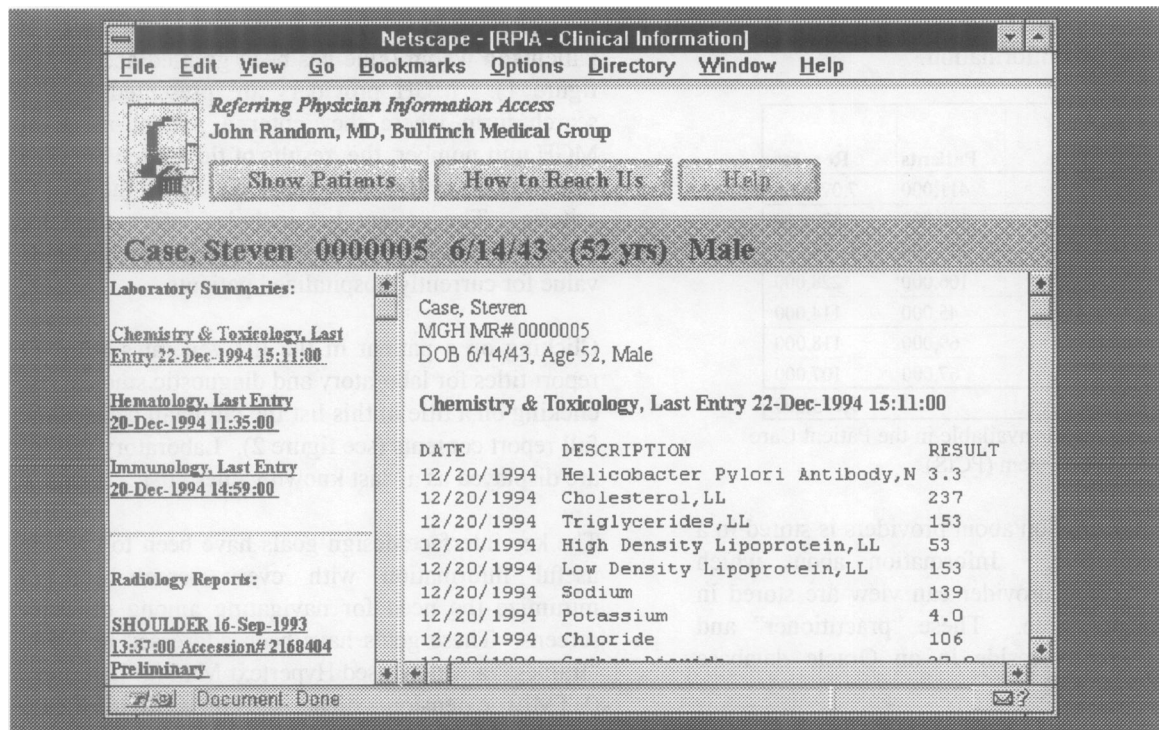 Netscape - [RPIA - Clinical Information]
File Edit View Go Bookmarks Options Directory Window Help
Referring Physician Information Access
John Random, MD, Bullfinch Medical Group
Show Patients How to Reach Us Help
Case, Steven 0000005 6/14/43 (52 yrs) Male
Laboratory Summaries:
Chemistry & Toxicology, Last
Entry 22-Dec-1994 15:11:00
Hematology, Last Entry
20-Dec-1994 11:35:00
Immunology, Last Entry
20-Dec-1994 14:59:00
Radiology Reports:
SHOULDER 16-Sep-1993
13:37:00 Accession# 2168404
Preliminary
Case, Steven
MGH MR# 0000005
DOB 6/14/43, Age 52, Male
Chemistry & Toxicology, Last Entry 22-Dec-1994 15:11:00
DATE DESCRIPTION RESULT
12/20/1994 Helicobacter Pylori Antibody,N 3.3
12/20/1994 Cholesterol,LL 237
12/20/1994 Triglycerides,LL 153
12/20/1994 High Density Lipoprotein,LL 53
12/20/1994 Low Density Lipoprotein,LL 153
12/20/1994 Sodium 139
12/20/1994 Potassium 4.0
12/20/1994 Chloride 106
12/20/1994 Carbon Dioxide
Document: Done